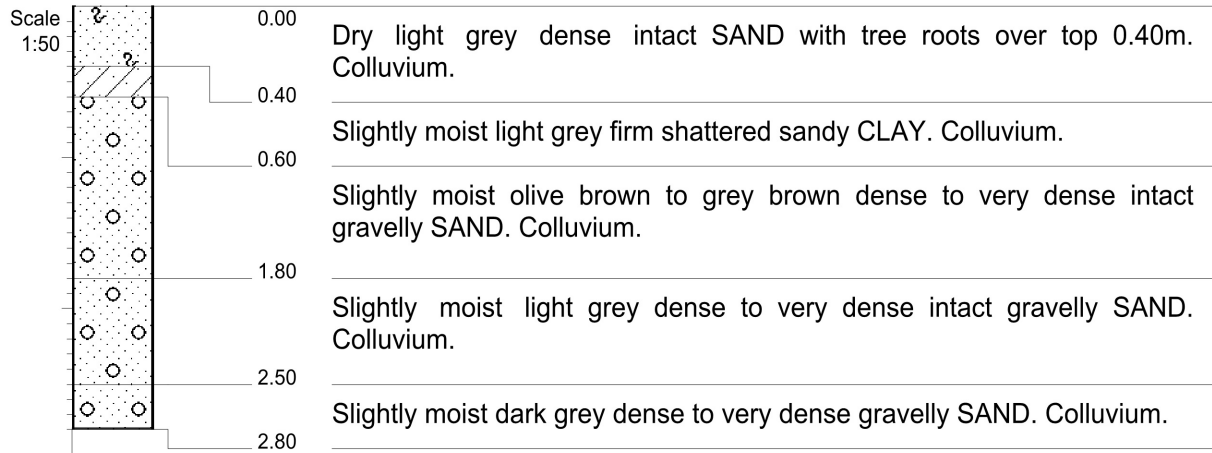 Scale
1:50
0.00
Dry light grey dense intact SAND with tree roots over top 0.40m.
Colluvium.
0.40
Slightly moist light grey firm shattered sandy CLAY. Colluvium.
0.60
Slightly moist olive brown to grey brown dense to very dense intact
gravelly SAND. Colluvium.
1.80
Slightly moist light grey dense to very dense intact gravelly SAND.
Colluvium.
2.50
Slightly moist dark grey dense to very dense gravelly SAND. Colluvium.
2.80